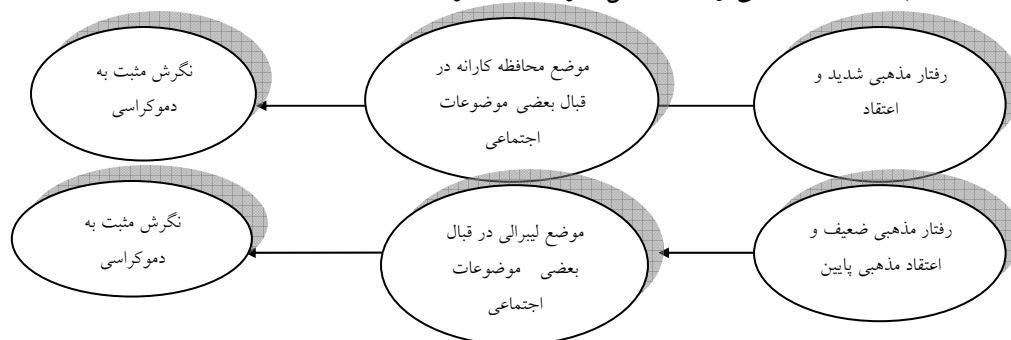 رفتار مذهبی شدید و
اعتقاد
موضع محافظه کارانه در
قبال بعضی موضوعات
اجتماعی
نگرش مثبت به
دموکراسی
رفتار مذهبی ضعیف و
اعتقاد مذهبی پایین
موضع لیبرالی در قبال
بعضی موضوعات
اجتماعی
نگرش مثبت به
دموکراسی